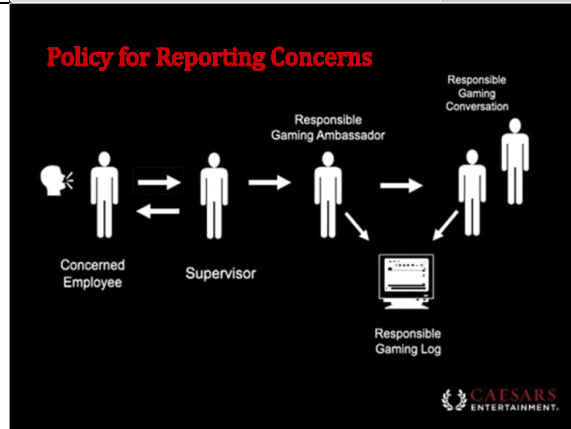 Policy for Reporting Concerns
Responsible
Gaming
Conversation
Responsible
Gaming Ambassador
Concerned
Employee
Supervisor
Responsible
Gaming Log
CAESARS
ENTERTAINMENT.